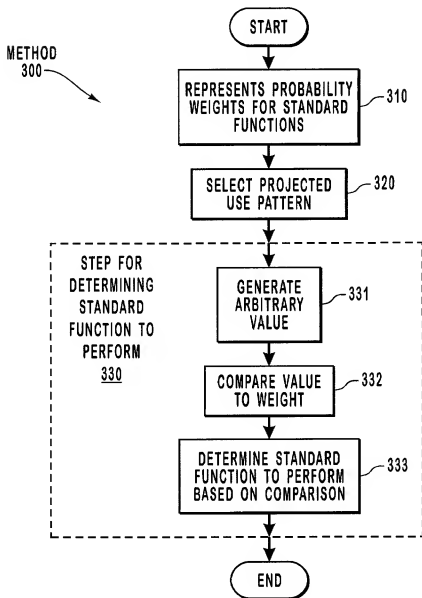 START
METHOD
300
REPRESENTS PROBABILITY
WEIGHTS FOR STANDARD
FUNCTIONS
310
SELECT PROJECTED
USE PATTERN
320
STEP FOR
DETERMINING
STANDARD
FUNCTION TO
PERFORM
330
GENERATE
ARBITRARY
VALUE
331
COMPARE VALUE
TO WEIGHT
332
DETERMINE STANDARD
FUNCTION TO PERFORM
BASED ON COMPARISON
333
END